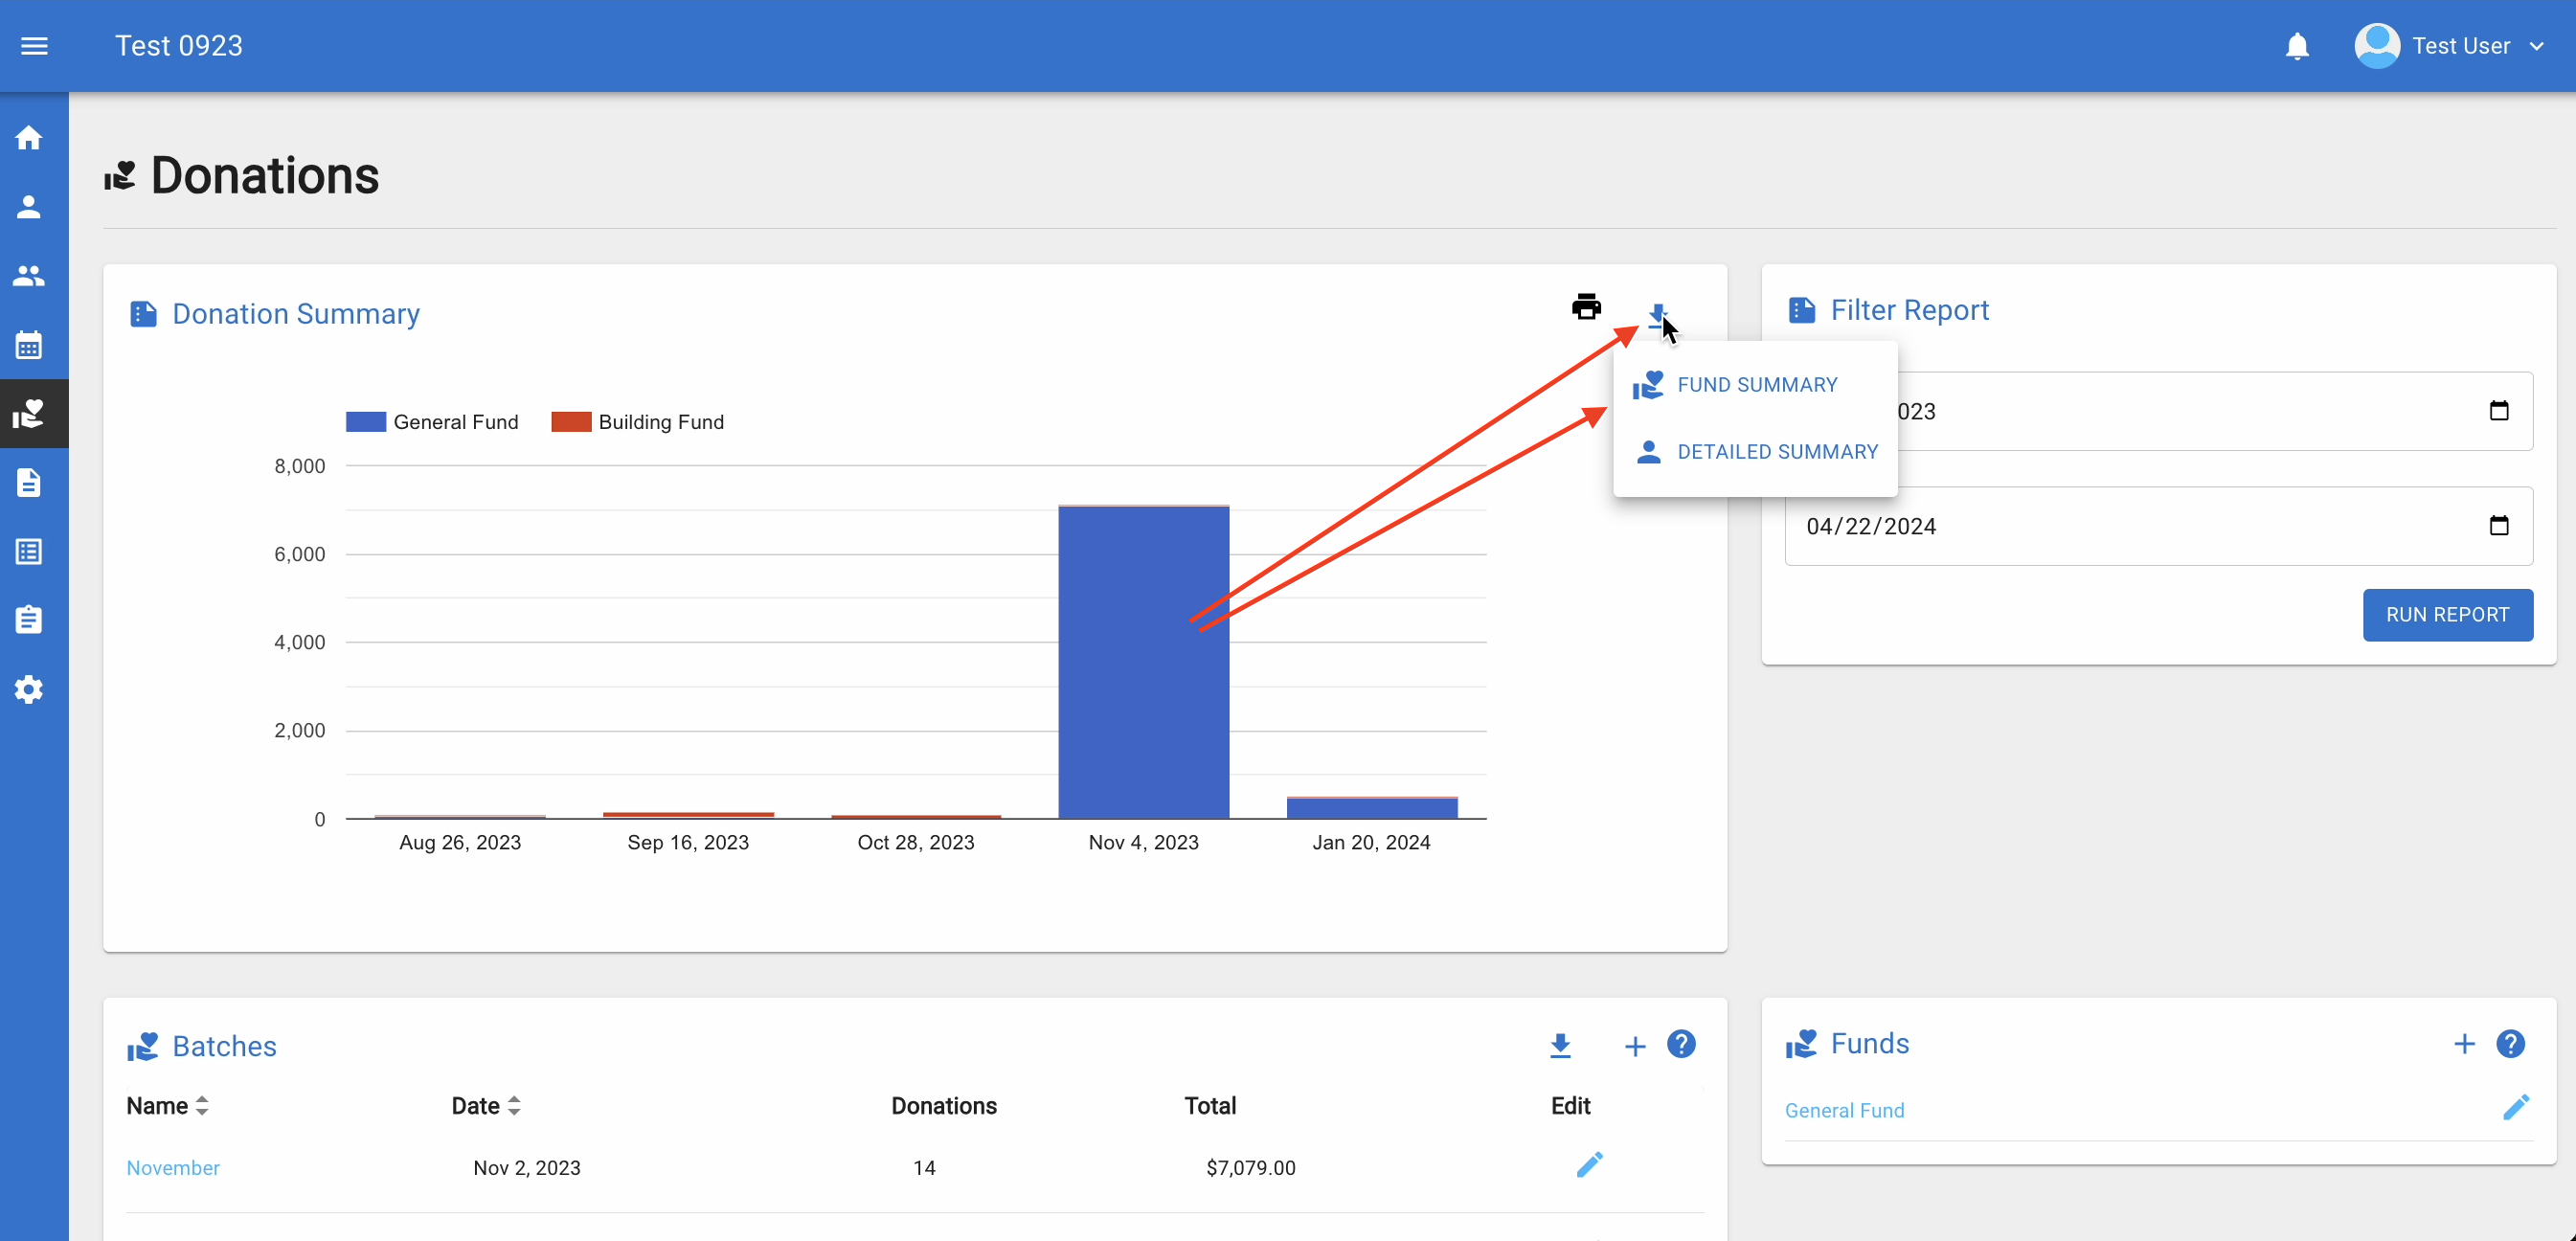 Test 0923
Test User
Donations
Donation Summary
FUND SUMMARY
DETAILED SUMMARY
General Fund
Building Fund
8,000
6,000
4,000
2,000
0
Aug 26, 2023
Sep 16, 2023
Oct 28, 2023
Nov 4, 2023
Jan 20, 2024
Filter Report
023
04/22/2024
RUN REPORT
Batches
Name Date Donations Total Edit
November Nov 2, 2023 14 $7,079.00
Funds
General Fund